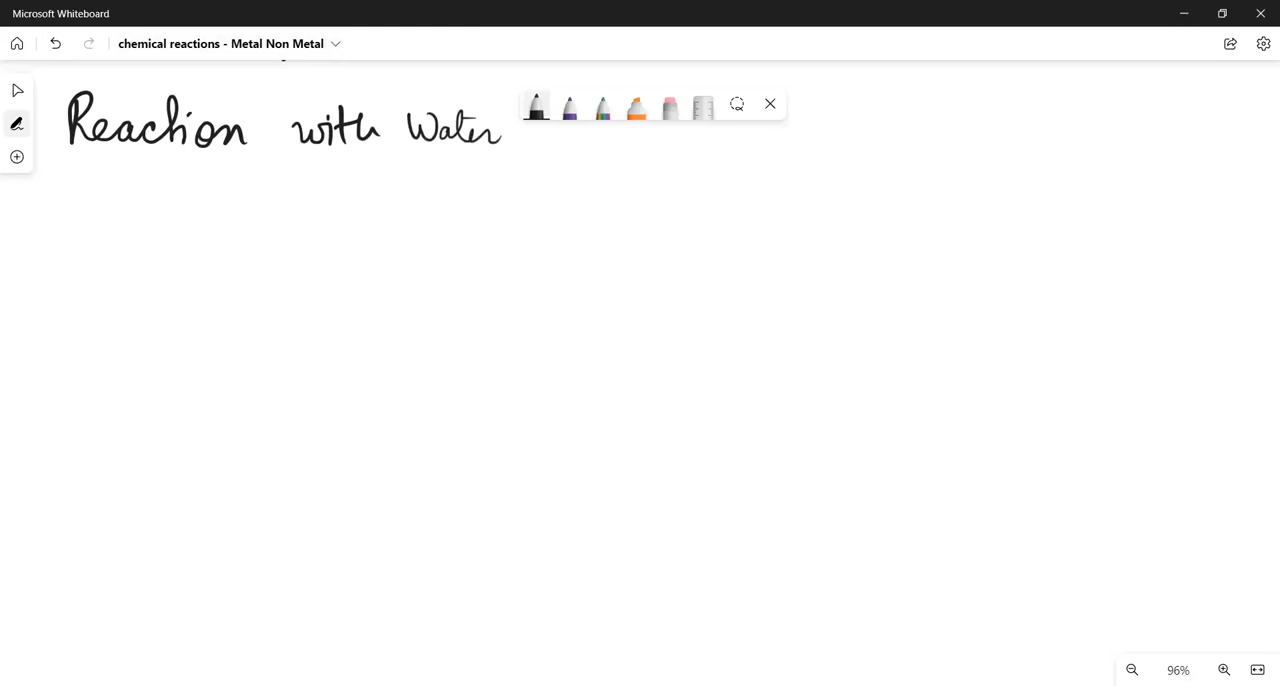 Microsoft Whiteboard
chemical reactions - Metal Non Metal
Reaction with Water
96%